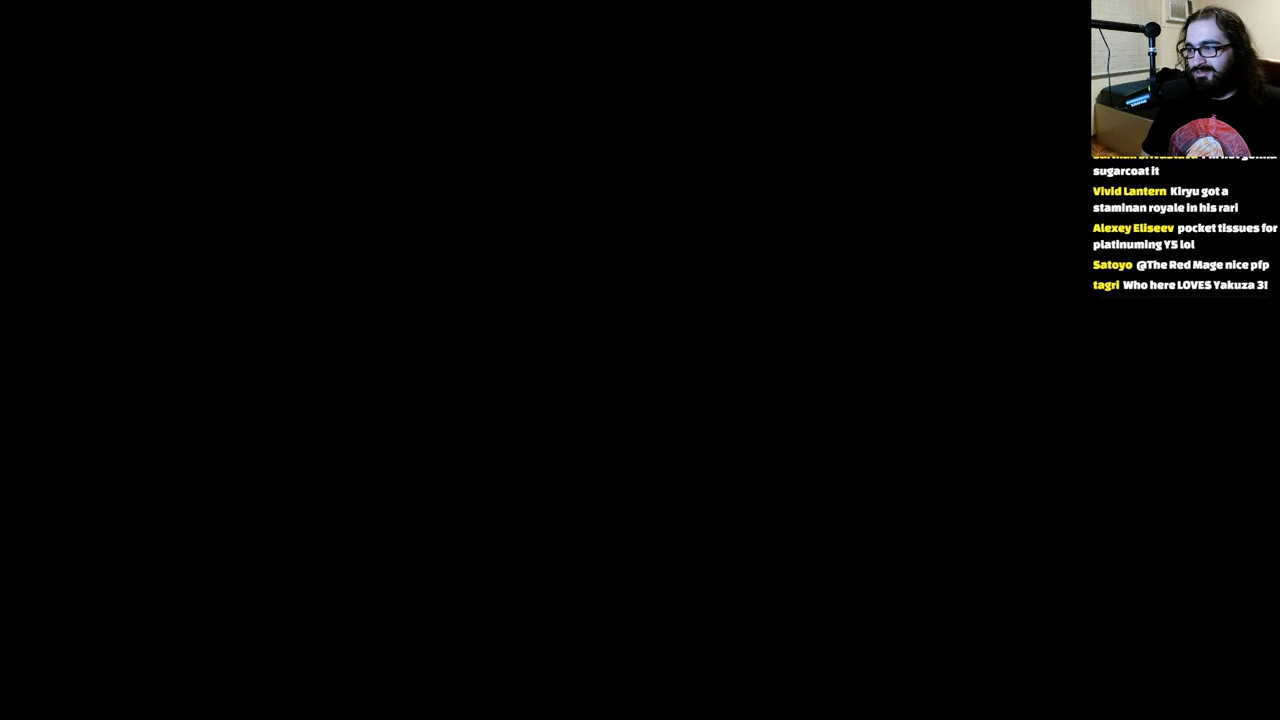 sugarcoat it
Vivid Lantern Kiryu got a
staminan royale in his rari
Alexey Eliseev pocket tissues for
platinuming Y5 lol
Satoyo @The Red Mage nice pfp
tagri Who here LOVES Yakuza 3!